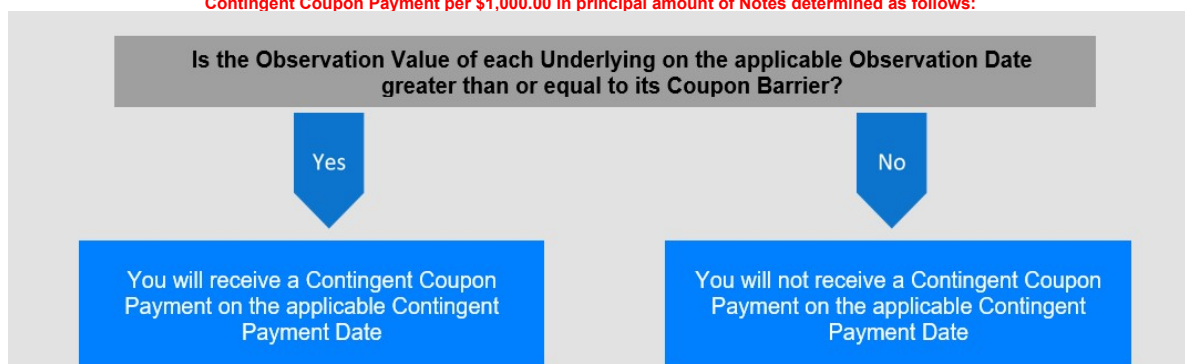 Contingent Coupon Payment per $1,000.00 in principal amount of Notes determined as follows:
Is the Observation Value of each Underlying on the applicable Observation Date
greater than or equal to its Coupon Barrier?
Yes
No
You will receive a Contingent Coupon
Payment on the applicable Contingent
Payment Date
You will not receive a Contingent Coupon
Payment on the applicable Contingent
Payment Date